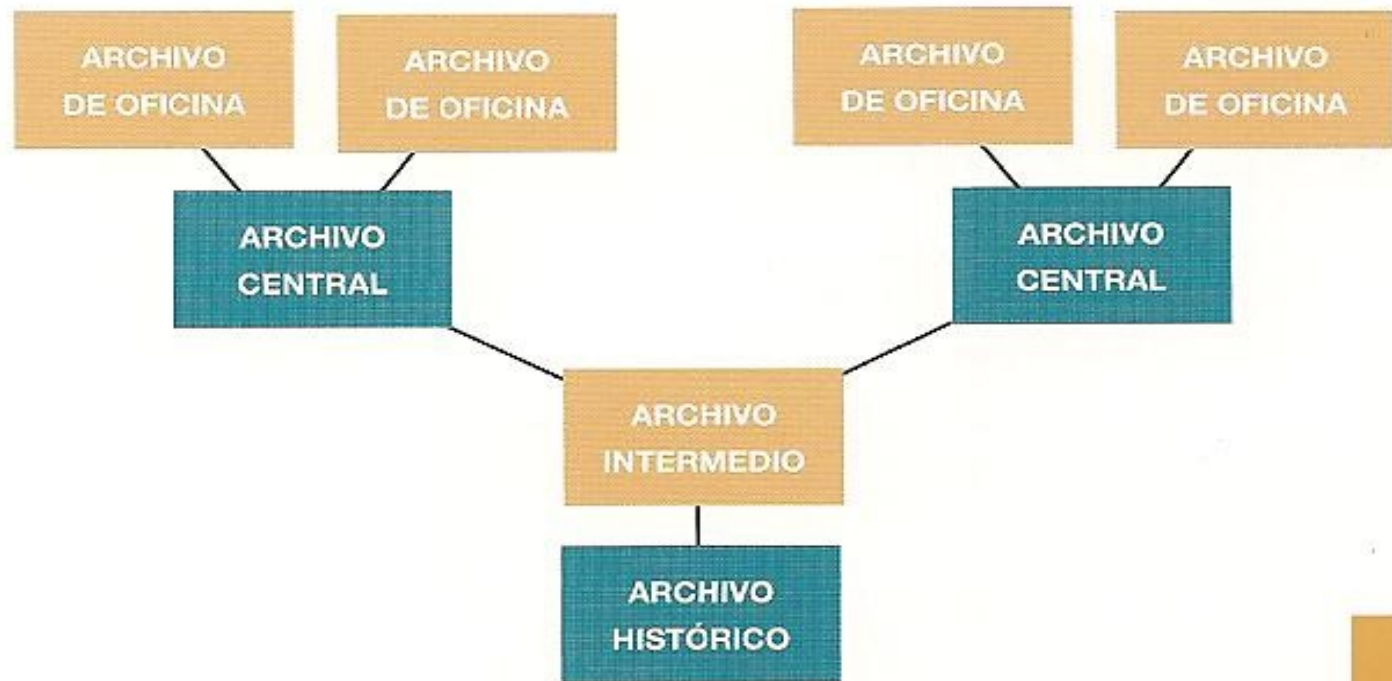 ARCHIVO
DE OFICINA
ARCHIVO
DE OFICINA
ARCHIVO
DE OFICINA
ARCHIVO
DE OFICINA
ARCHIVO
CENTRAL
ARCHIVO
CENTRAL
ARCHIVO
INTERMEDIO
ARCHIVO
HISTÓRICO